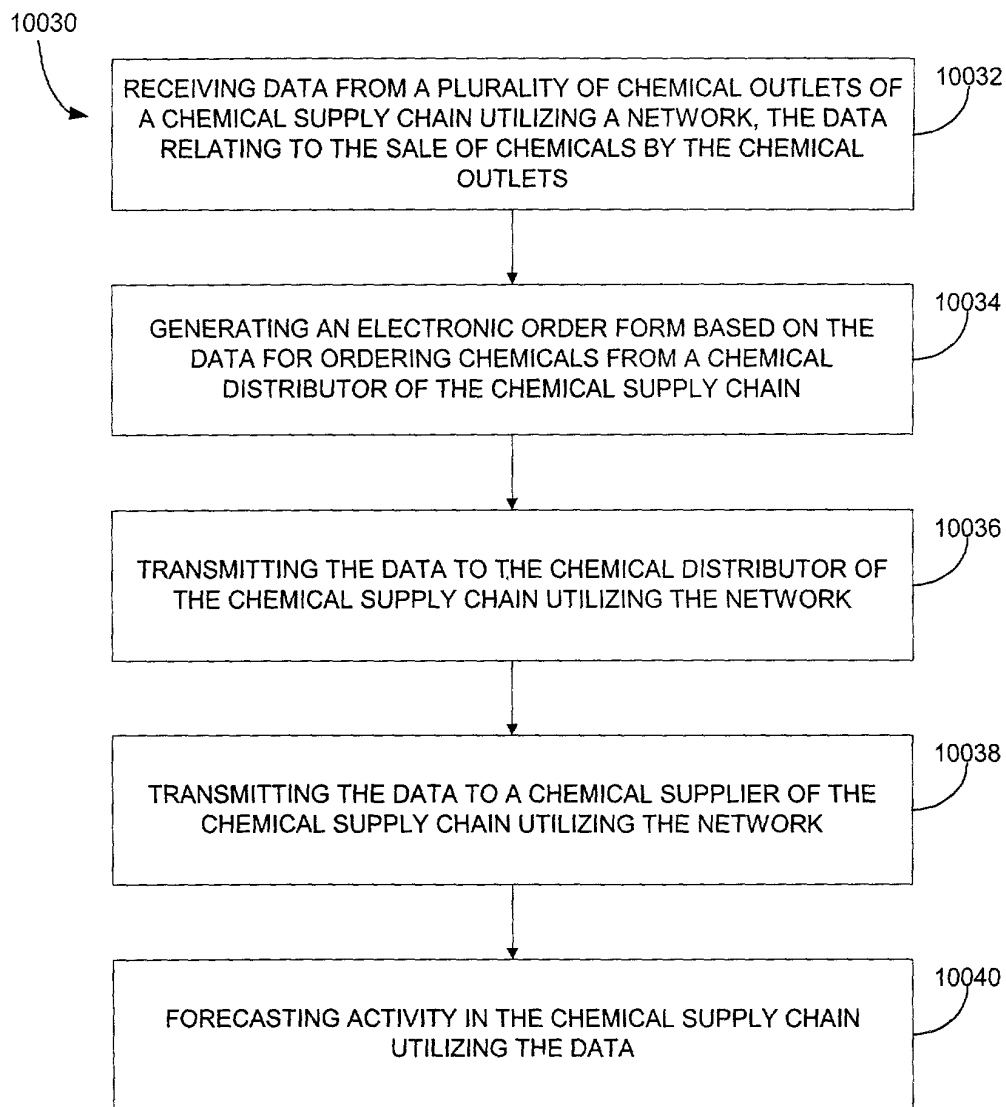 10030
RECEIVING DATA FROM A PLURALITY OF CHEMICAL OUTLETS OF
A CHEMICAL SUPPLY CHAIN UTILIZING A NETWORK, THE DATA
RELATING TO THE SALE OF CHEMICALS BY THE CHEMICAL
OUTLETS
10032
GENERATING AN ELECTRONIC ORDER FORM BASED ON THE
DATA FOR ORDERING CHEMICALS FROM A CHEMICAL
DISTRIBUTOR OF THE CHEMICAL SUPPLY CHAIN
10034
TRANSMITTING THE DATA TO THE CHEMICAL DISTRIBUTOR OF
THE CHEMICAL SUPPLY CHAIN UTILIZING THE NETWORK
10036
TRANSMITTING THE DATA TO A CHEMICAL SUPPLIER OF THE
CHEMICAL SUPPLY CHAIN UTILIZING THE NETWORK
10038
FORECASTING ACTIVITY IN THE CHEMICAL SUPPLY CHAIN
UTILIZING THE DATA
10040